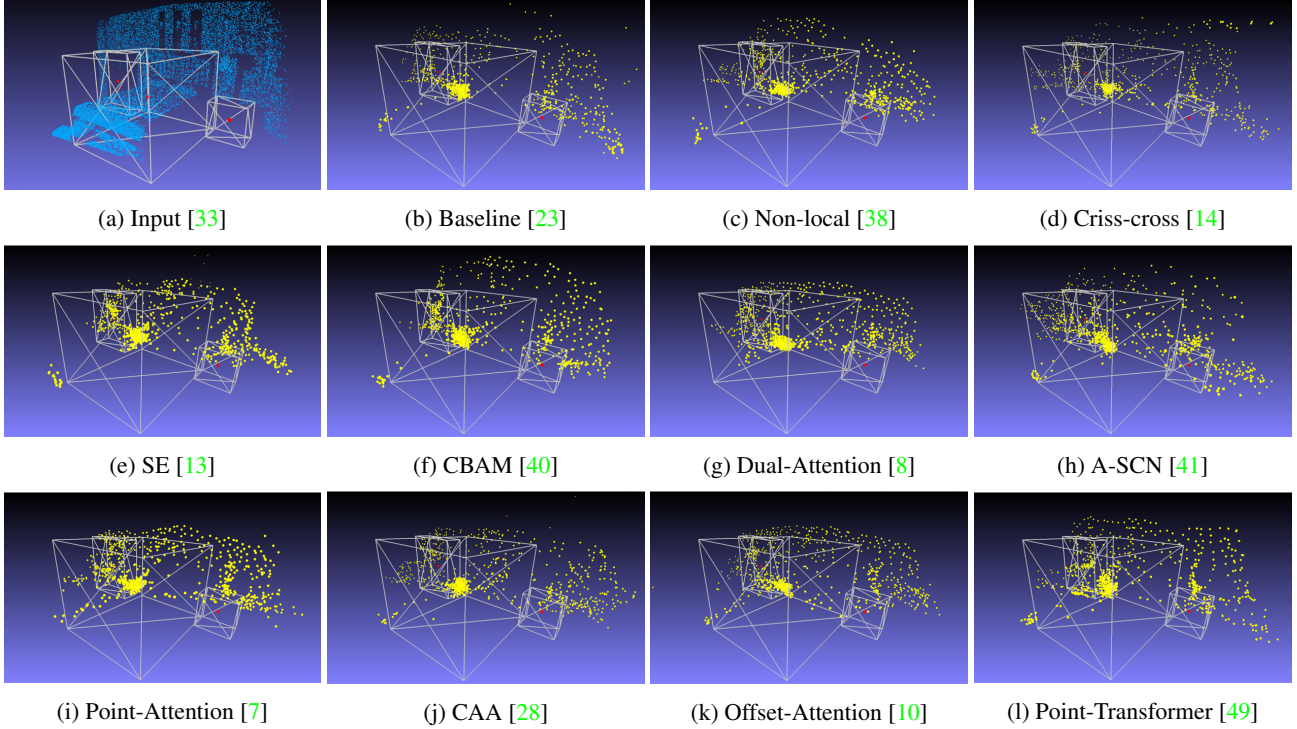 (a) Input [33]
(b) Baseline [23]
(c) Non-local [38]
(d) Criss-cross [14]
(e) SE [13]
(f) CBAM [40]
(g) Dual-Attention [8]
(h) A-SCN [41]
(i) Point-Attention [7]
(j) CAA [28]
(k) Offset-Attention [10]
(l) Point-Transformer [49]